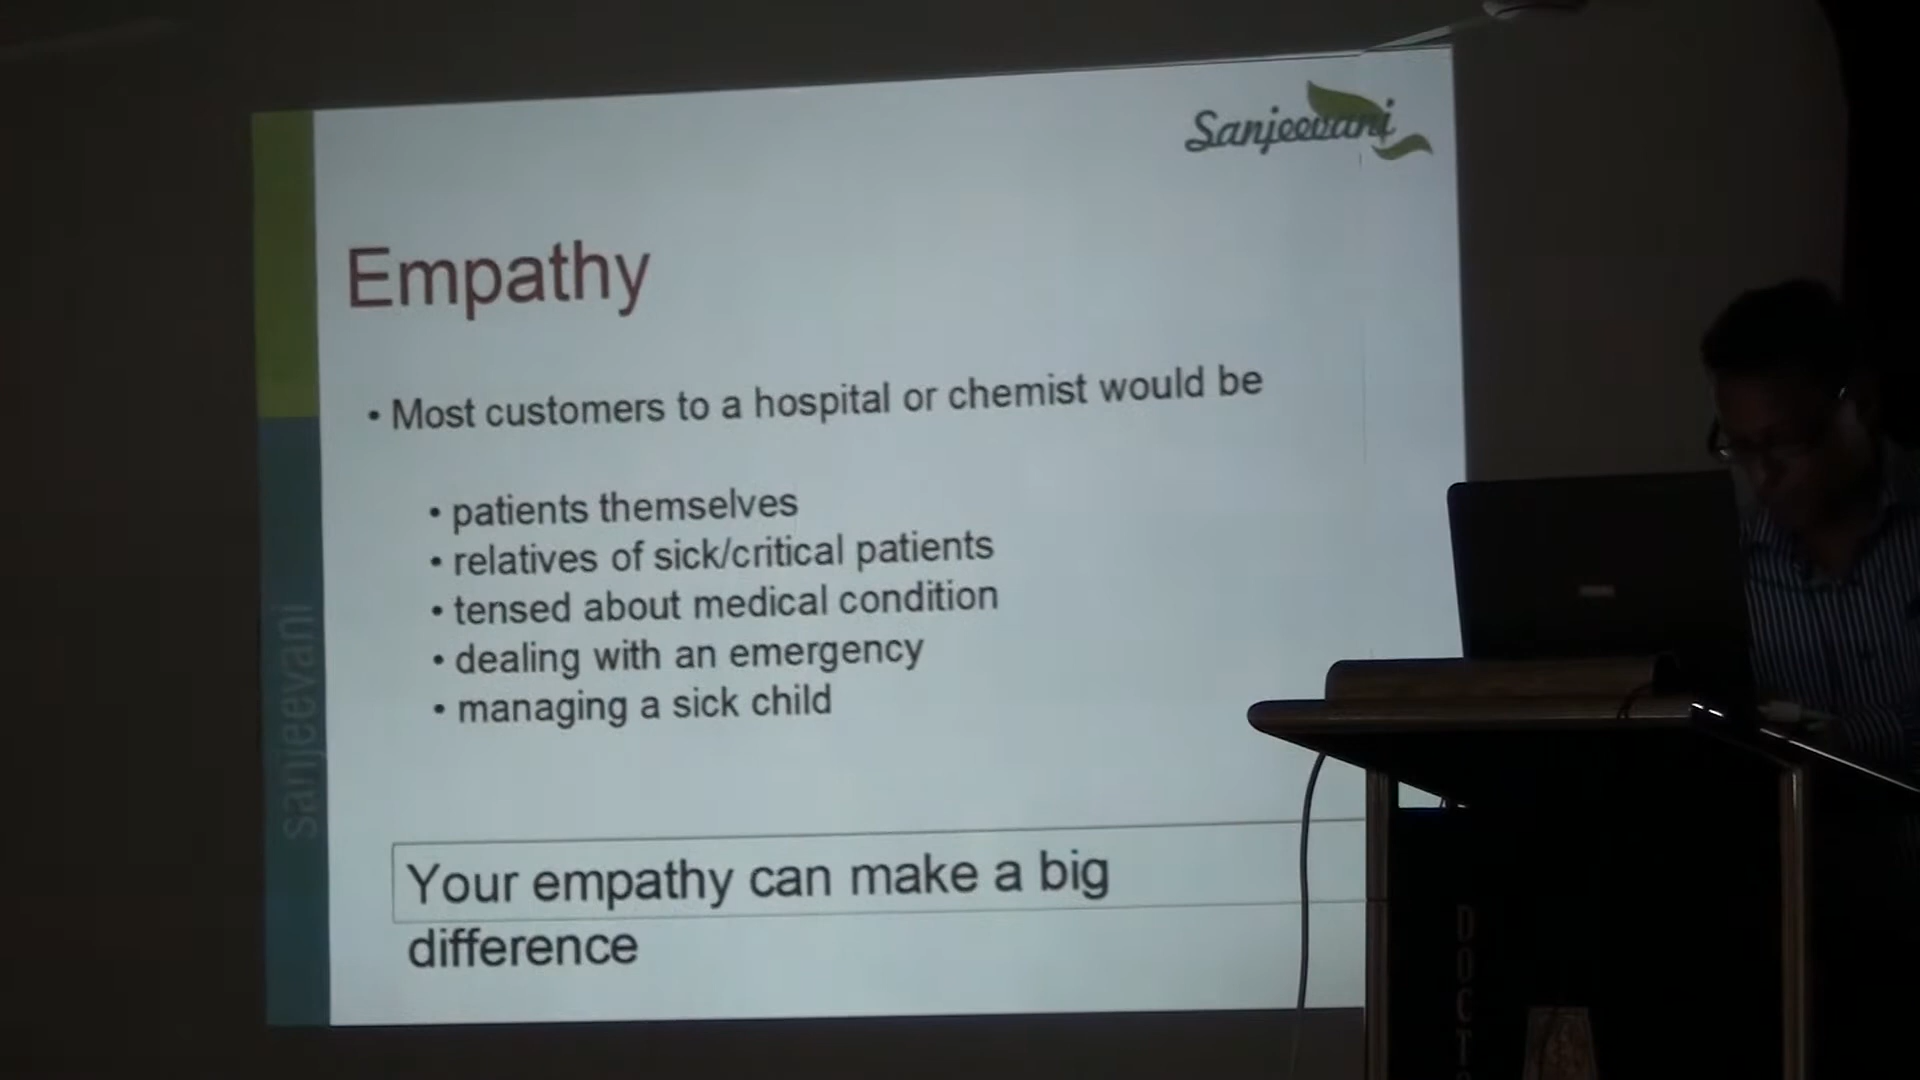 Sanjeevani
Empathy
• Most customers to a hospital or chemist would be
• patients themselves
• relatives of sick/critical patients
• tensed about medical condition
• dealing with an emergency
• managing a sick child
sanjeevani
Your empathy can make a big
difference